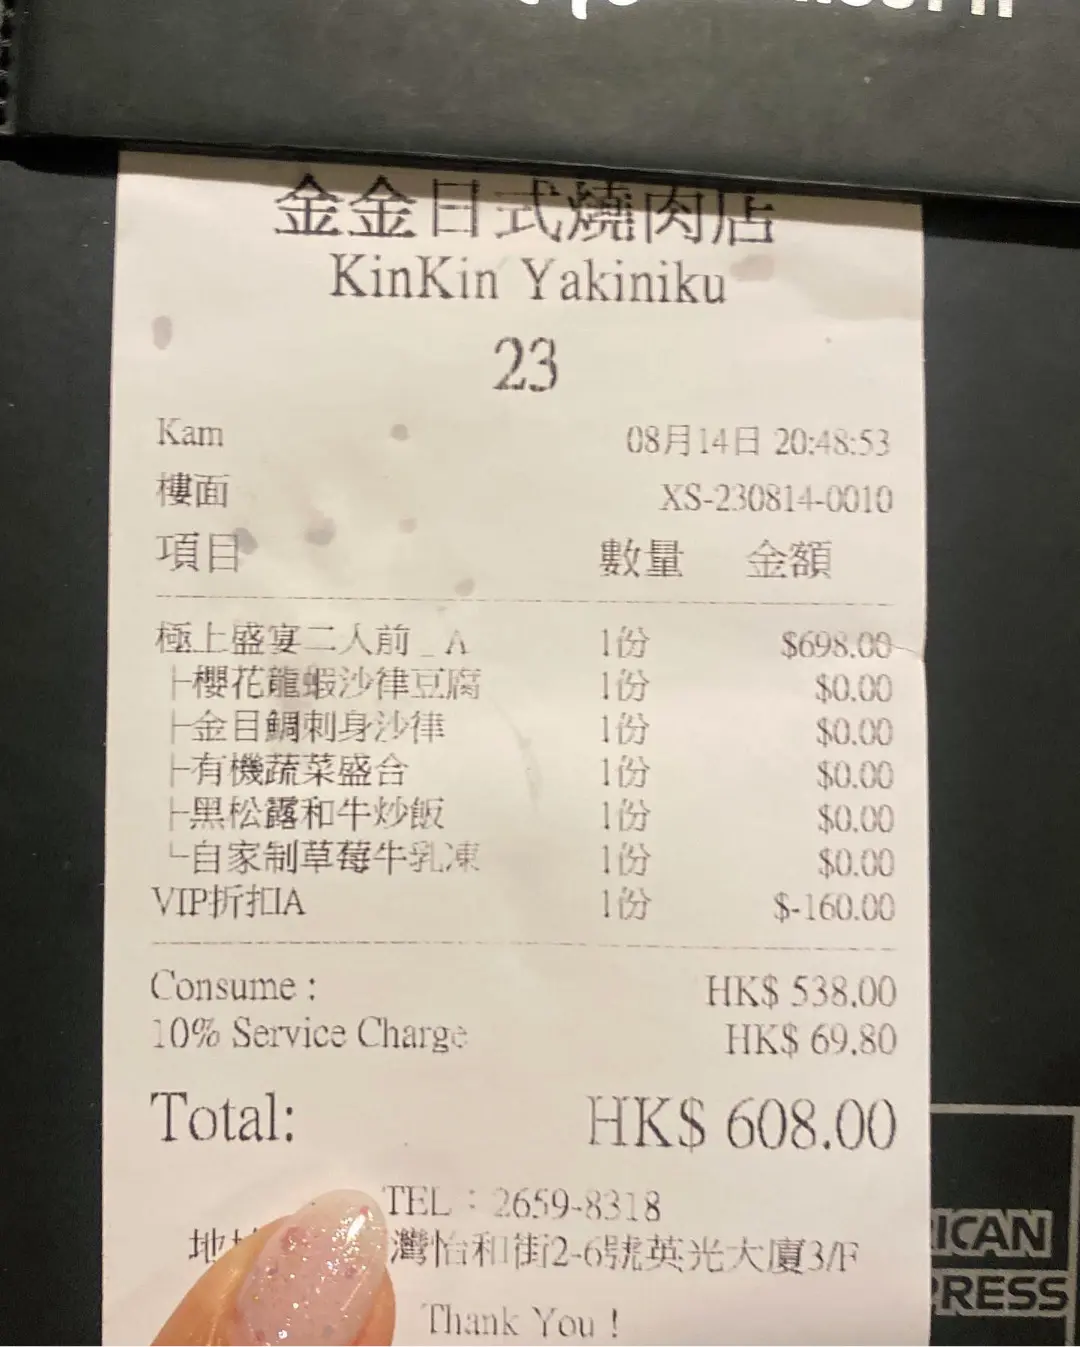 金金日式燒肉店
KinKin Yakiniku
23
Kam 08月14日 20:48:53
樓面 XS-230814-0010
項目 數量 金額
極上盛宴二人前_A 1份 $698.00
├櫻花龍蝦沙律豆腐 1份 $0.00
├金目鯛刺身沙律 1份 $0.00
├有機蔬菜盛合 1份 $0.00
├黑松露和牛炒飯 1份 $0.00
└自家制草莓牛乳凍 1份 $0.00
VIP折扣A 1份 $-160.00
Consume : HK$ 538.00
10% Service Charge HK$ 69.80
Total: HK$ 608.00
TEL : 2659-8318
地 灣怡和街2-6號英光大廈3/F
Thank You !
ICAN
PRESS